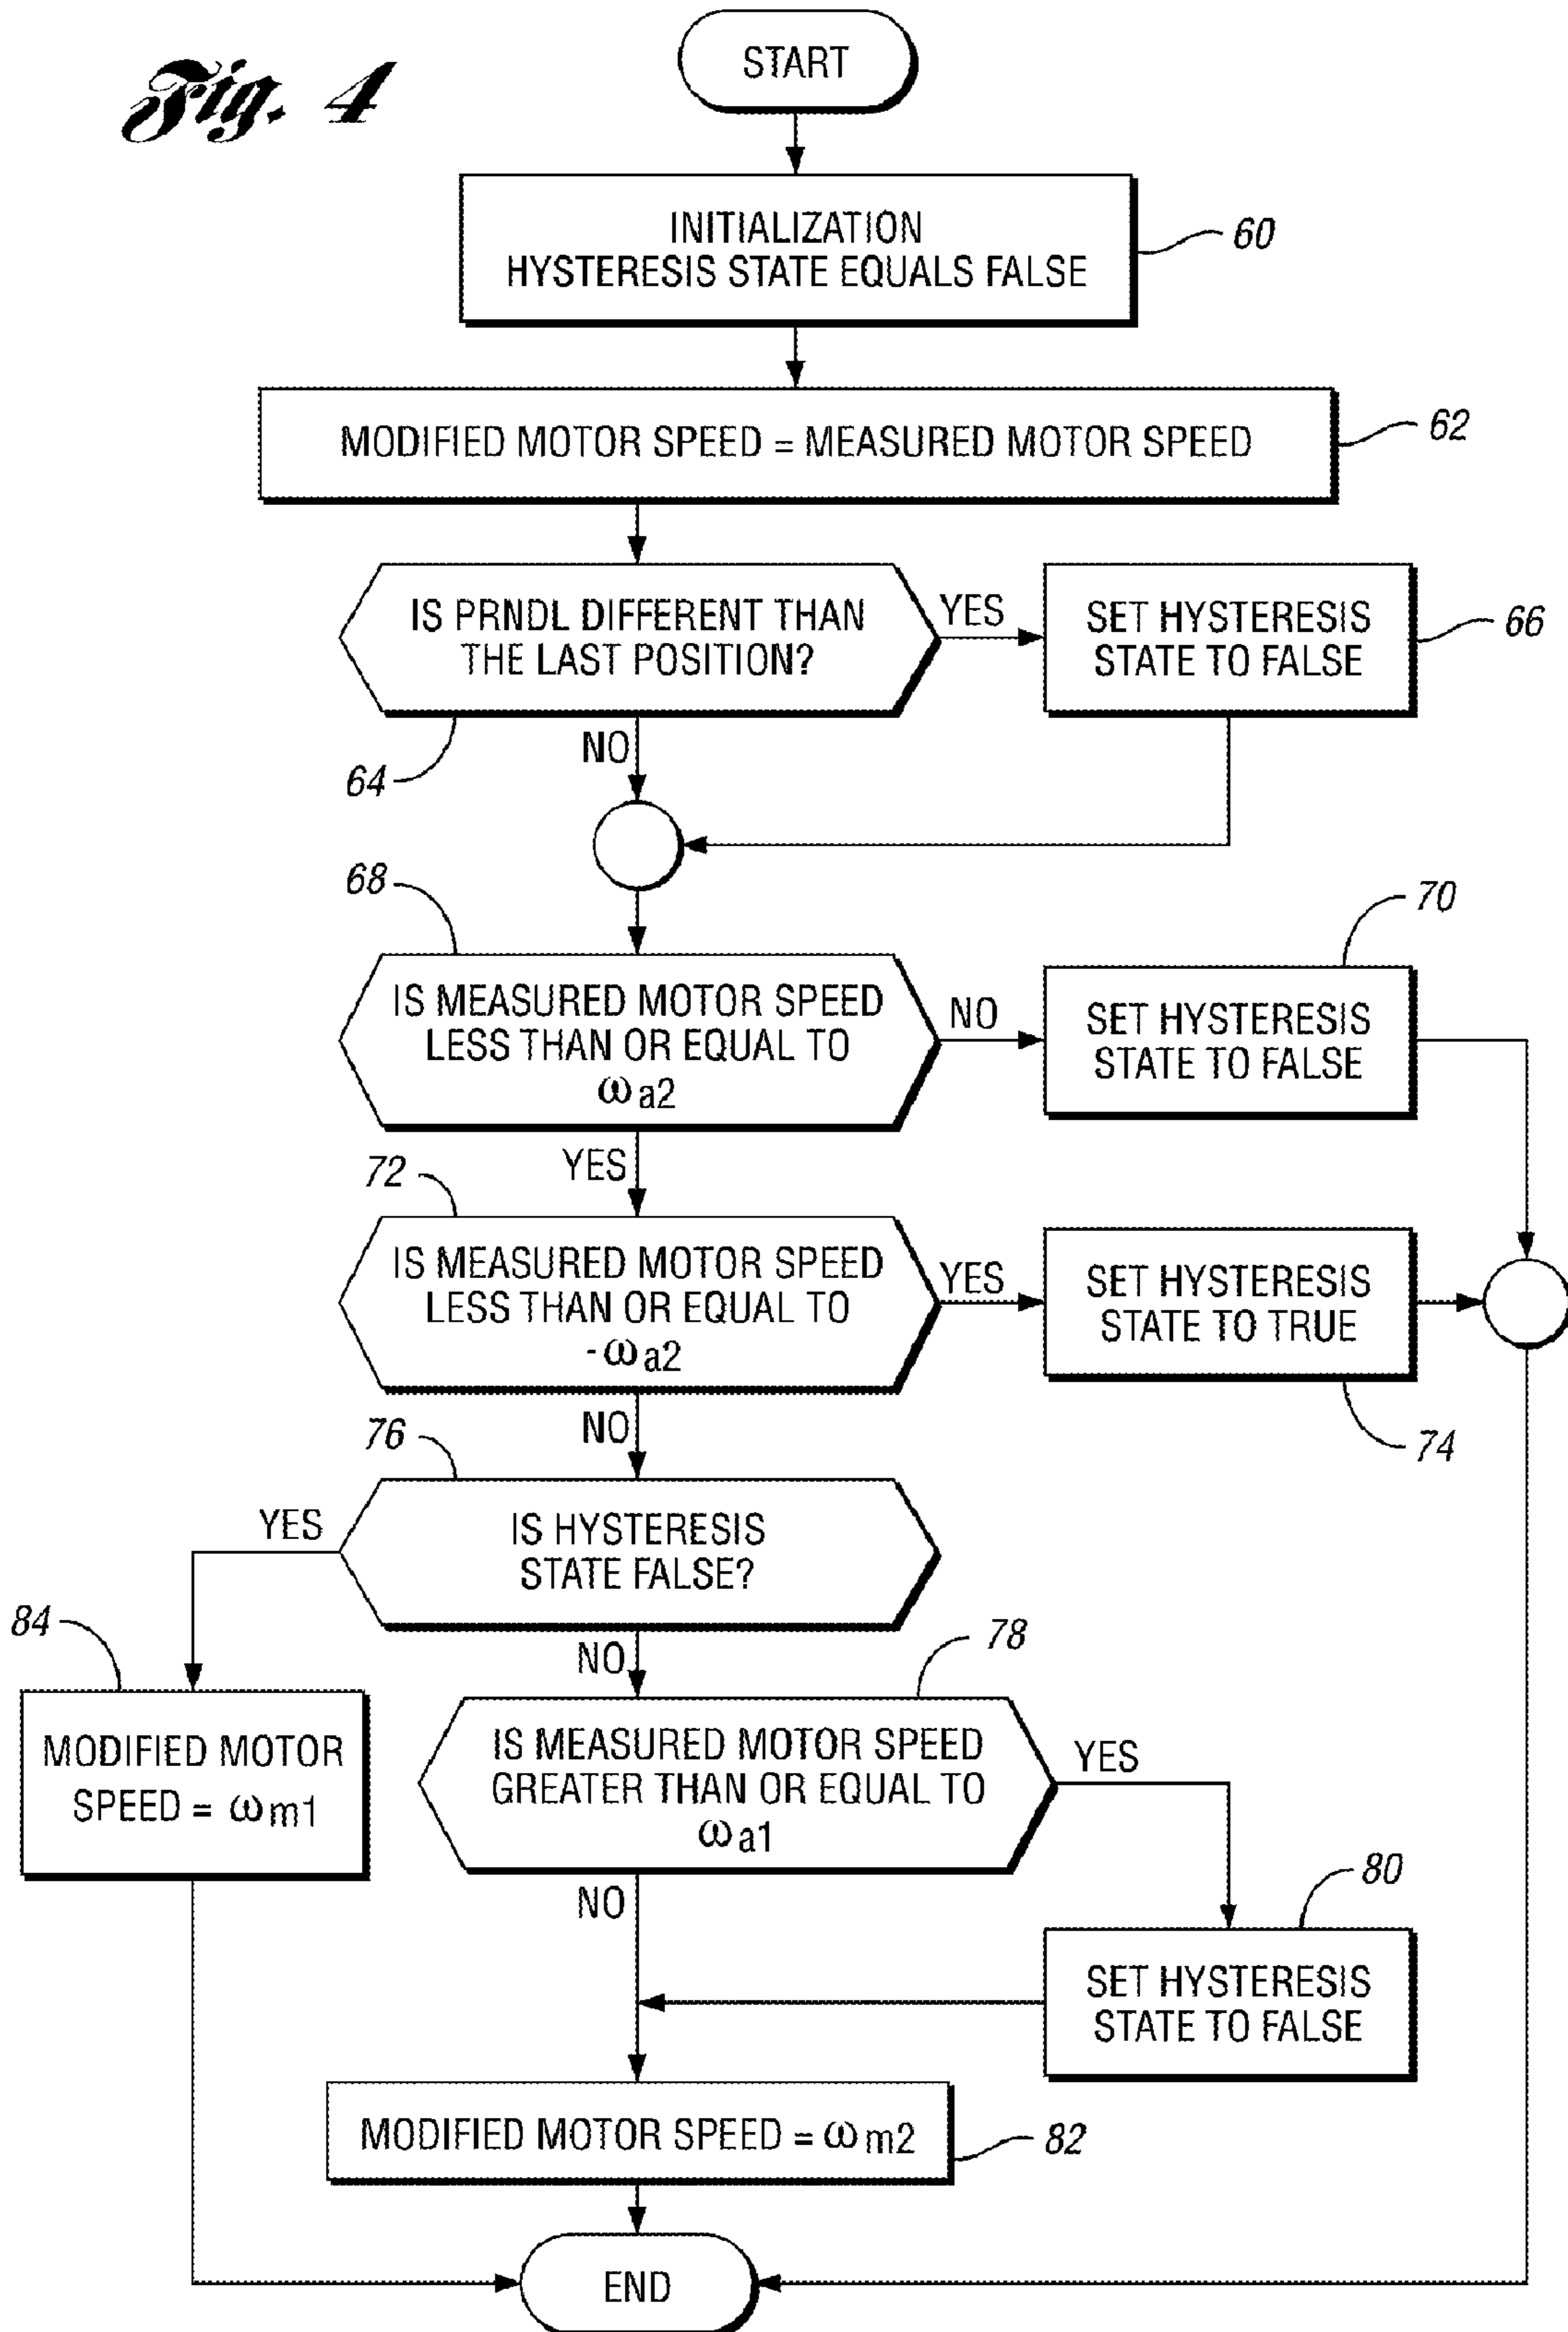 Fig. 4
START
INITIALIZATION
HYSTERESIS STATE EQUALS FALSE
60
MODIFIED MOTOR SPEED = MEASURED MOTOR SPEED
62
IS PRNDL DIFFERENT THAN
THE LAST POSITION?
YES
SET HYSTERESIS
STATE TO FALSE
66
NO
64
68
70
IS MEASURED MOTOR SPEED
LESS THAN OR EQUAL TO
ωa2
NO
SET HYSTERESIS
STATE TO FALSE
YES
72
IS MEASURED MOTOR SPEED
LESS THAN OR EQUAL TO
-ωa2
YES
SET HYSTERESIS
STATE TO TRUE
74
NO
76
IS HYSTERESIS
STATE FALSE?
YES
84
NO
78
MODIFIED MOTOR
SPEED = ωm1
IS MEASURED MOTOR SPEED
GREATER THAN OR EQUAL TO
ωa1
YES
NO
80
SET HYSTERESIS
STATE TO FALSE
MODIFIED MOTOR SPEED = ωm2
82
END